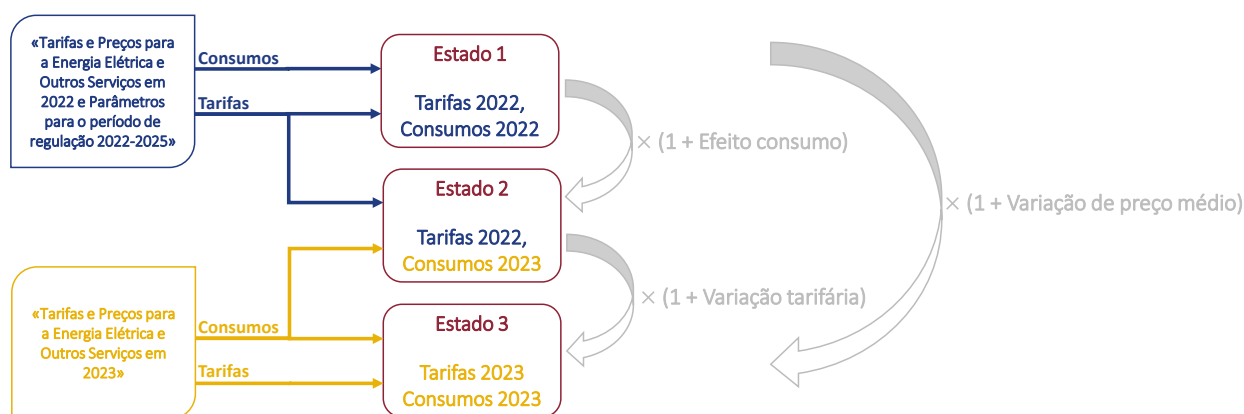 «Tarifas e Preços para
a Energia Elétrica e
Outros Serviços em
2022 e Parâmetros
para o período de
regulação 2022-2025»
Consumos
Tarifas
Estado 1
Tarifas 2022,
Consumos 2022
× (1 + Efeito consumo)
Estado 2
Tarifas 2022,
Consumos 2023
× (1 + Variação de preço médio)
«Tarifas e Preços para
a Energia Elétrica e
Outros Serviços em
2023»
Consumos
Tarifas
× (1 + Variação tarifária)
Estado 3
Tarifas 2023
Consumos 2023